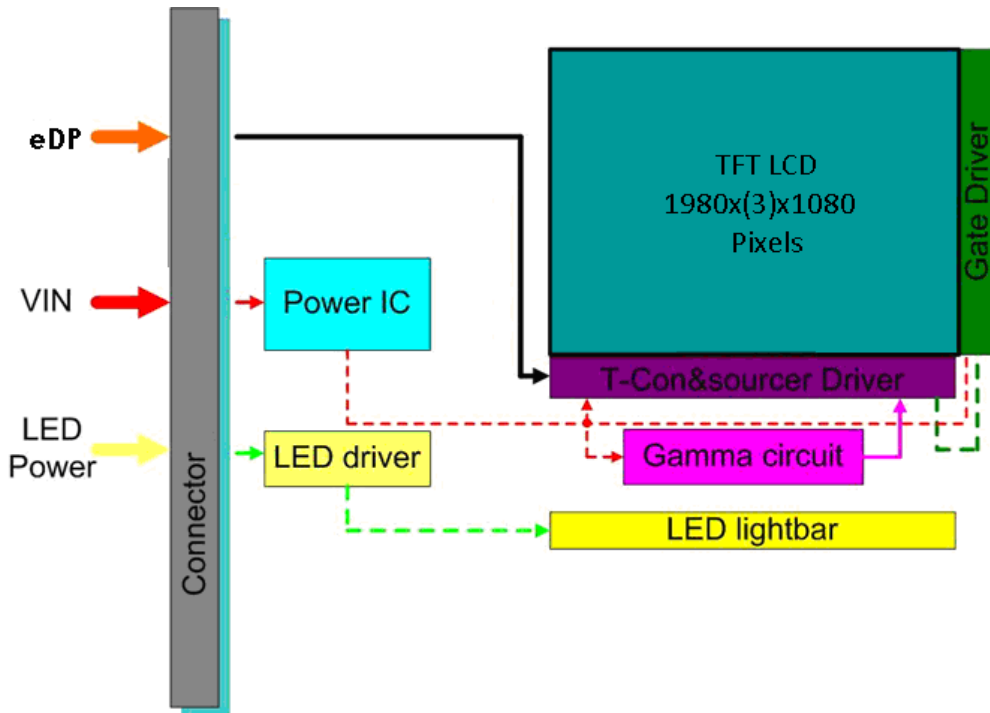 eDP
VIN
LED
Power
Connector
Power IC
LED driver
TFT LCD
1980x(3)x1080
Pixels
Gate Driver
T-Con&sourcer Driver
Gamma circuit
LED lightbar